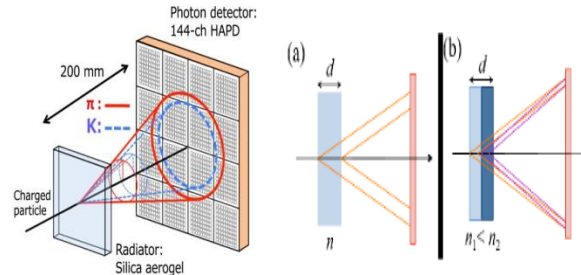 Photon detector:
144-ch HAPD
200 mm
π:
K:
Charged
particle
Radiator:
Silica aerogel
(a)
d
n
(b)
d
n₁< n₂